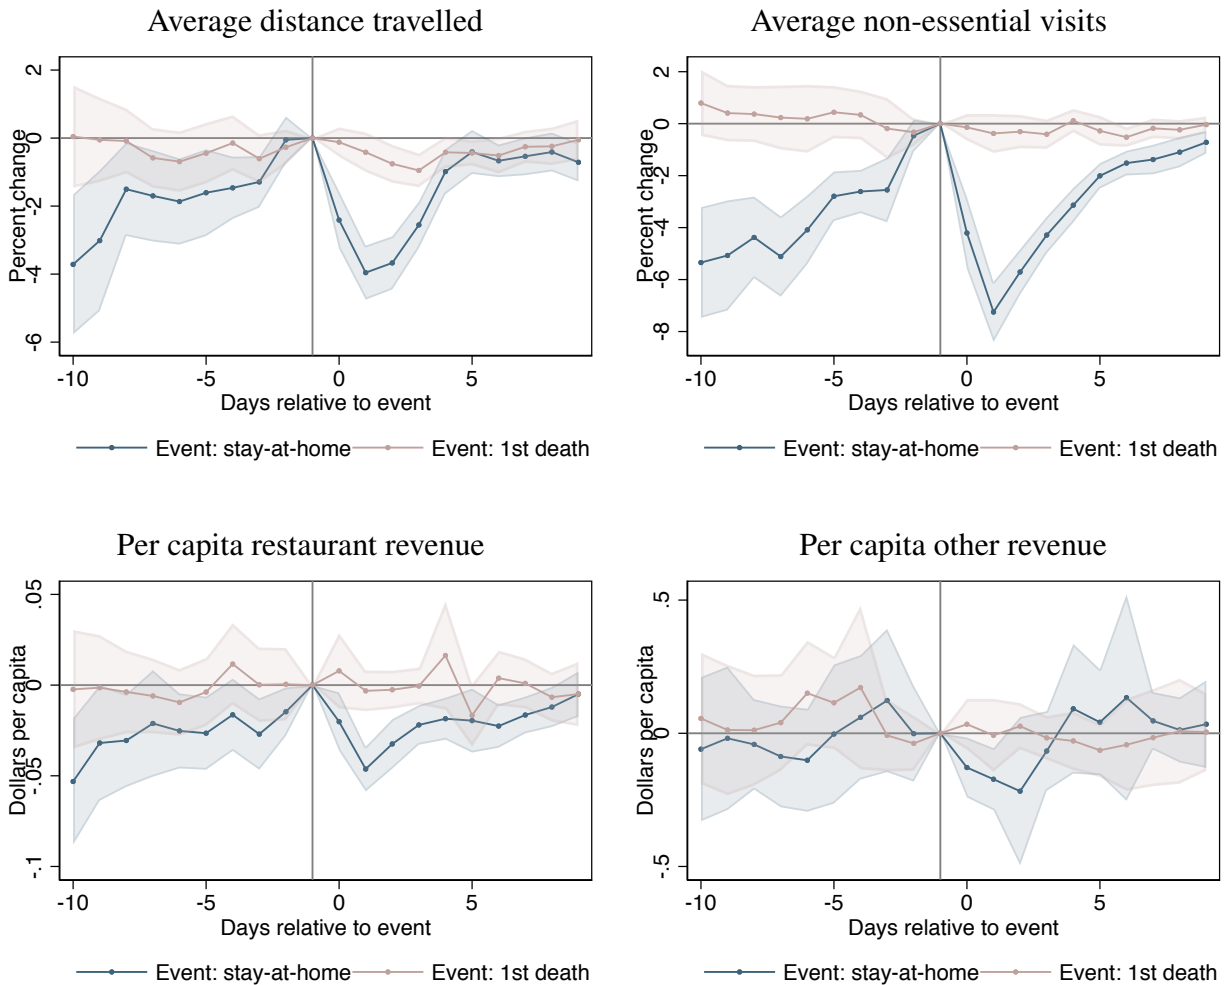 Average distance travelled
Percent change
2
0
-2
-4
-6
-10 -5 0 5
Days relative to event
Event: stay-at-home Event: 1st death
Average non-essential visits
Percent change
2
0
-2
-4
-6
-8
-10 -5 0 5
Days relative to event
Event: stay-at-home Event: 1st death
Per capita restaurant revenue
Dollars per capita
.05
0
-.05
-.1
-10 -5 0 5
Days relative to event
Event: stay-at-home Event: 1st death
Per capita other revenue
Dollars per capita
.5
0
-.5
-10 -5 0 5
Days relative to event
Event: stay-at-home Event: 1st death